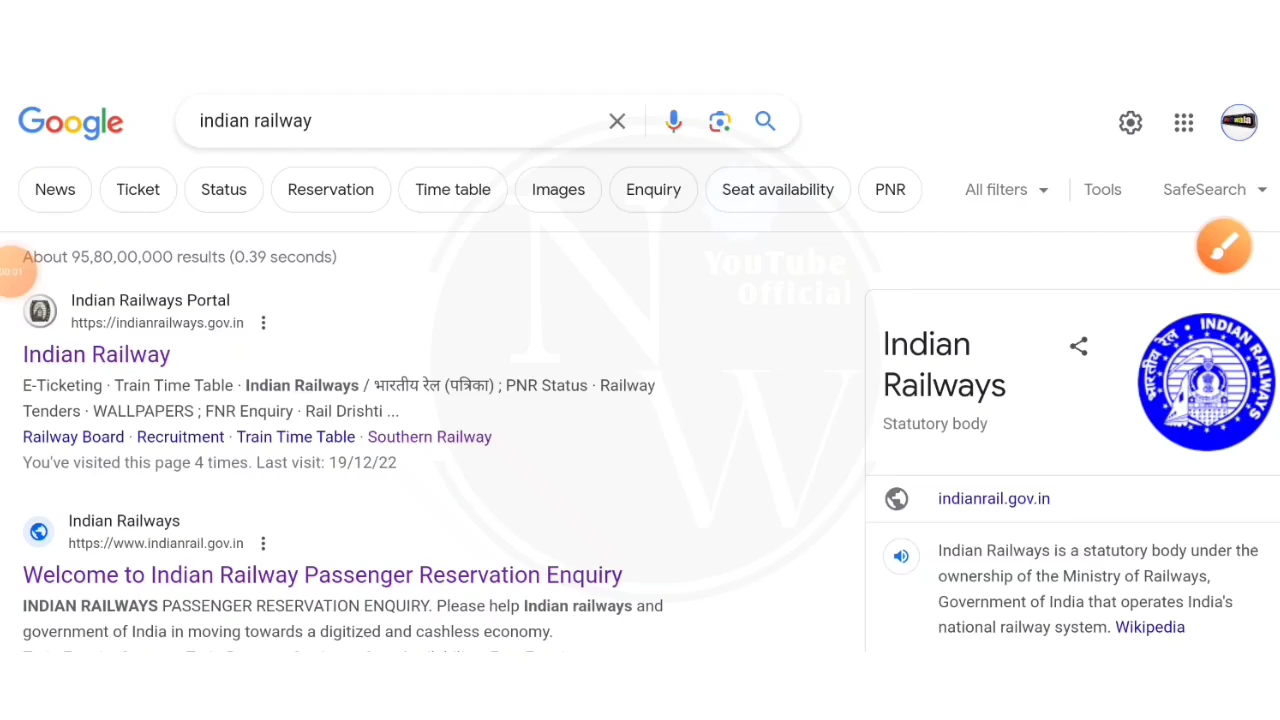 Google
indian railway
News
Ticket
Status
Reservation
Time table
Images
Enquiry
Seat availability
PNR
All filters
Tools
SafeSearch
About 95,80,00,000 results (0.39 seconds)
YouTube
Official
NW
00:01
Indian Railways Portal
https://indianrailways.gov.in
Indian Railway
E-Ticketing · Train Time Table · Indian Railways / भारतीय रेल (पत्रिका) ; PNR Status · Railway
Tenders · WALLPAPERS ; FNR Enquiry · Rail Drishti ...
Railway Board · Recruitment · Train Time Table · Southern Railway
You've visited this page 4 times. Last visit: 19/12/22
Indian Railways
https://www.indianrail.gov.in
Welcome to Indian Railway Passenger Reservation Enquiry
INDIAN RAILWAYS PASSENGER RESERVATION ENQUIRY. Please help Indian railways and
government of India in moving towards a digitized and cashless economy.
Indian
Railways
Statutory body
भारतीय रेल INDIAN RAILWAYS
indianrail.gov.in
Indian Railways is a statutory body under the
ownership of the Ministry of Railways,
Government of India that operates India's
national railway system. Wikipedia